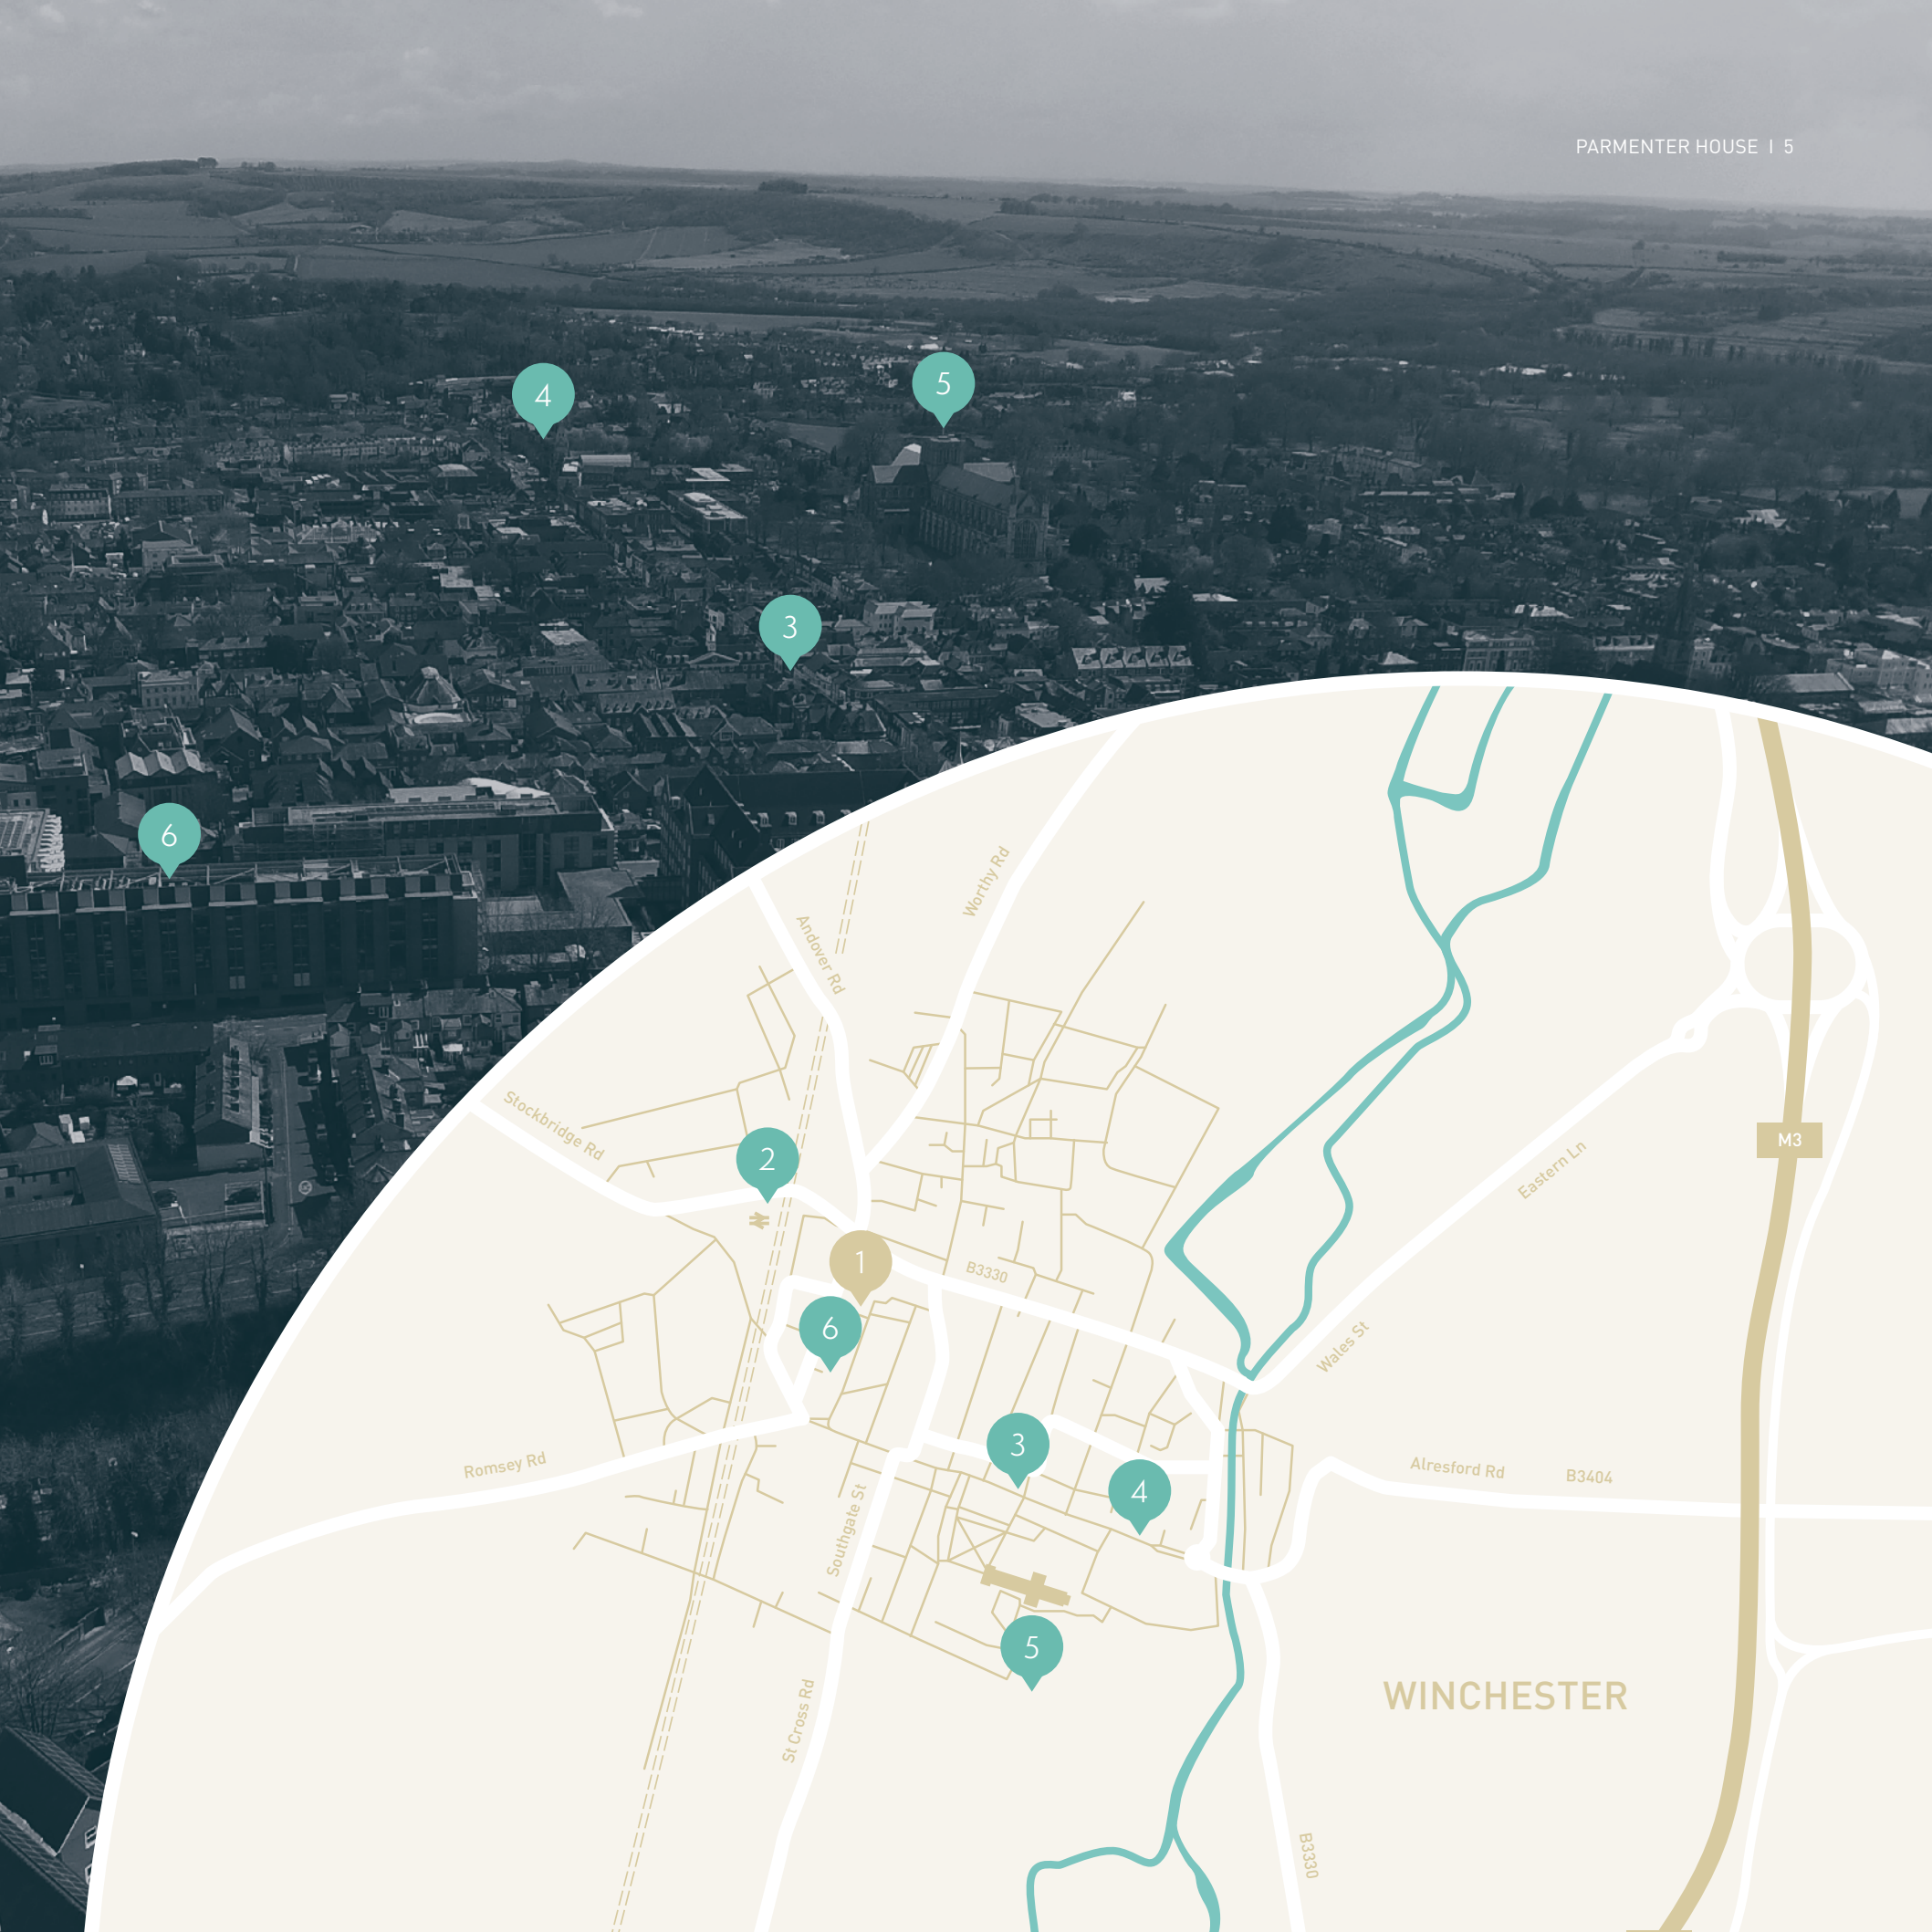 PARMENTER HOUSE | 5
4
5
3
6
Worthy Rd
Andover Rd
Stockbridge Rd
2
M3
Eastern Ln
1
B3330
6
Wales St
3
Romsey Rd
Alresford Rd
B3404
4
Southgate St
5
WINCHESTER
St Cross Rd
B3330